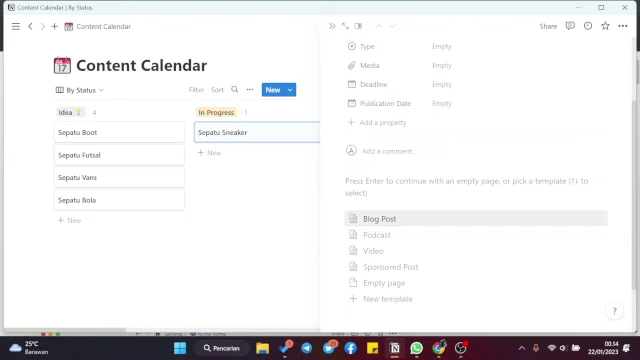 Content Calendar | By Status
Content Calendar
Share
Content Calendar
By Status
Filter
Sort
New
Idea
4
In Progress
1
Sepatu Boot
Sepatu Futsal
Sepatu Vans
Sepatu Bola
+ New
Sepatu Sneaker
+ New
Type
Empty
Media
Empty
Deadline
Empty
Publication Date
Empty
+ Add a property
A
Add a comment...
Press Enter to continue with an empty page, or pick a template (↑↓ to
select)
Blog Post
Podcast
Video
Sponsored Post
Empty page
+ New template
?
25°C
Berawan
Pencarian
00.14
22/01/2023